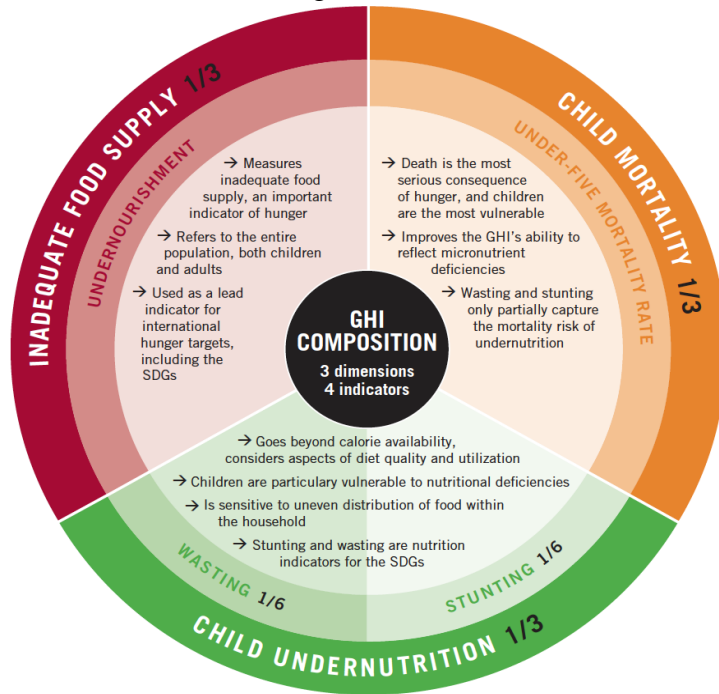 INADEQUATE FOOD SUPPLY 1/3
UNDERNOURISHMENT
→ Measures
inadequate food
supply, an important
indicator of hunger
→ Refers to the entire
population, both children
and adults
→ Used as a lead
indicator for
international
hunger targets,
including the
SDGs
CHILD MORTALITY 1/3
UNDER-FIVE MORTALITY RATE
→ Death is the most
serious consequence
of hunger, and children
are the most vulnerable
→ Improves the GHI's ability to
reflect micronutrient
deficiencies
→ Wasting and stunting
only partially capture
the mortality risk of
undernutrition
GHI
COMPOSITION
3 dimensions
4 indicators
→ Goes beyond calorie availability,
considers aspects of diet quality and utilization
→ Children are particulary vulnerable to nutritional deficiencies
→ Is sensitive to uneven distribution of food within
the household
→ Stunting and wasting are nutrition
indicators for the SDGs
WASTING 1/6
STUNTING 1/6
CHILD UNDERNUTRITION 1/3